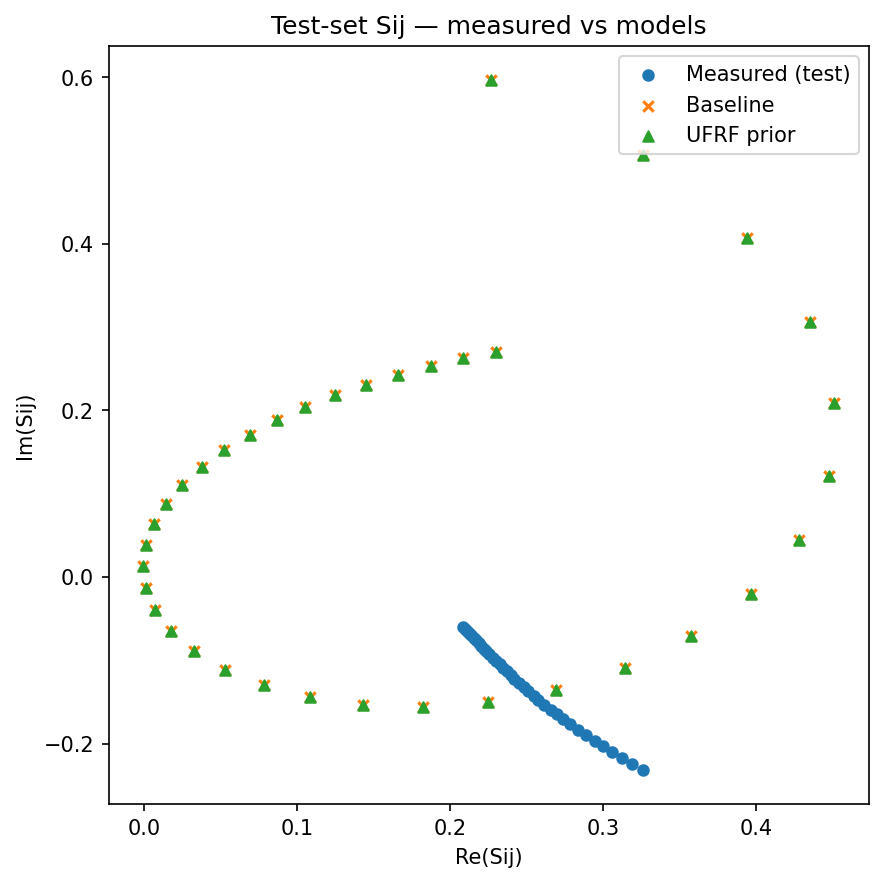 Test-set Sij — measured vs models
Measured (test)
Baseline
UFRF prior
0.6
0.4
0.2
0.0
−0.2
Im(Sij)
0.0
0.1
0.2
0.3
0.4
Re(Sij)